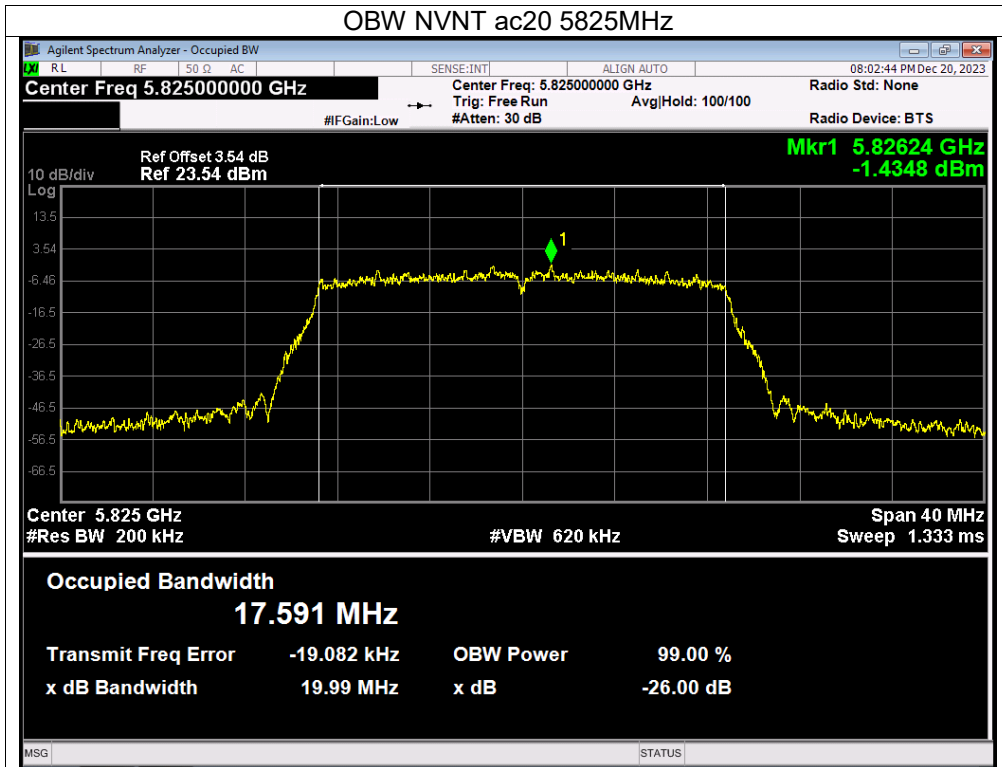 OBW NVNT ac20 5825MHz
Agilent Spectrum Analyzer - Occupied BW
LXI RL RF 50 Ω AC SENSE:INT ALIGN AUTO 08:02:44 PM Dec 20, 2023
Center Freq 5.825000000 GHz Center Freq: 5.825000000 GHz Radio Std: None
Trig: Free Run Avg|Hold: 100/100
#IFGain:Low #Atten: 30 dB Radio Device: BTS
Mkr1 5.82624 GHz
-1.4348 dBm
Ref Offset 3.54 dB
10 dB/div Ref 23.54 dBm
Log
13.5
1
3.54
-6.46
-16.5
-26.5
-36.5
-46.5
-56.5
-66.5
Center 5.825 GHz Span 40 MHz
#Res BW 200 kHz #VBW 620 kHz Sweep 1.333 ms
Occupied Bandwidth
17.591 MHz
Transmit Freq Error -19.082 kHz OBW Power 99.00 %
x dB Bandwidth 19.99 MHz x dB -26.00 dB
MSG STATUS